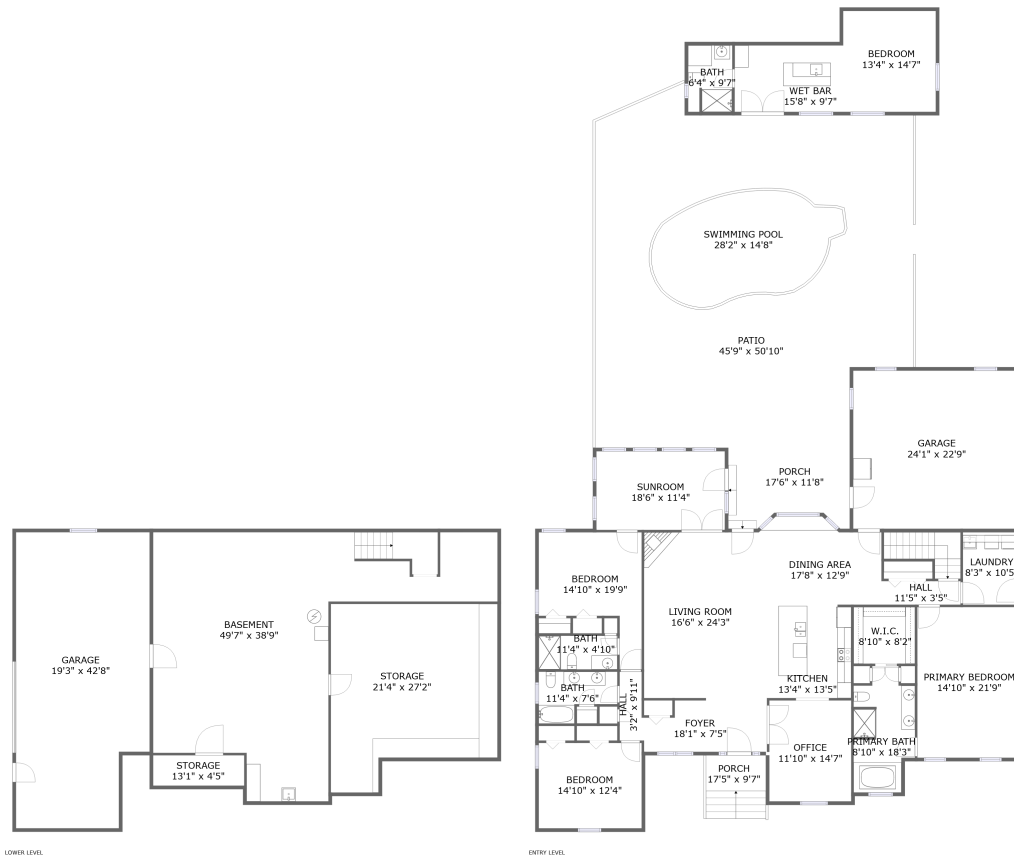 BEDROOM
13'4" x 14'7"
BATH
6'4" x 9'7"
WET BAR
15'8" x 9'7"
SWIMMING POOL
28'2" x 14'8"
PATIO
45'9" x 50'10"
GARAGE
24'1" x 22'9"
PORCH
17'6" x 11'8"
SUNROOM
18'6" x 11'4"
DINING AREA
17'8" x 12'9"
LAUNDRY
8'3" x 10'5"
HALL
11'5" x 3'5"
BEDROOM
14'10" x 19'9"
LIVING ROOM
16'6" x 24'3"
W.I.C.
8'10" x 8'2"
BATH
11'4" x 4'10"
KITCHEN
13'4" x 13'5"
PRIMARY BEDROOM
14'10" x 21'9"
BATH
11'4" x 7'6"
HALL
3'2" x 9'11"
FOYER
18'1" x 7'5"
OFFICE
11'10" x 14'7"
PRIMARY BATH
8'10" x 18'3"
PORCH
17'5" x 9'7"
BEDROOM
14'10" x 12'4"
BASEMENT
49'7" x 38'9"
GARAGE
19'3" x 42'8"
STORAGE
21'4" x 27'2"
STORAGE
13'1" x 4'5"
LOWER LEVEL
ENTRY LEVEL